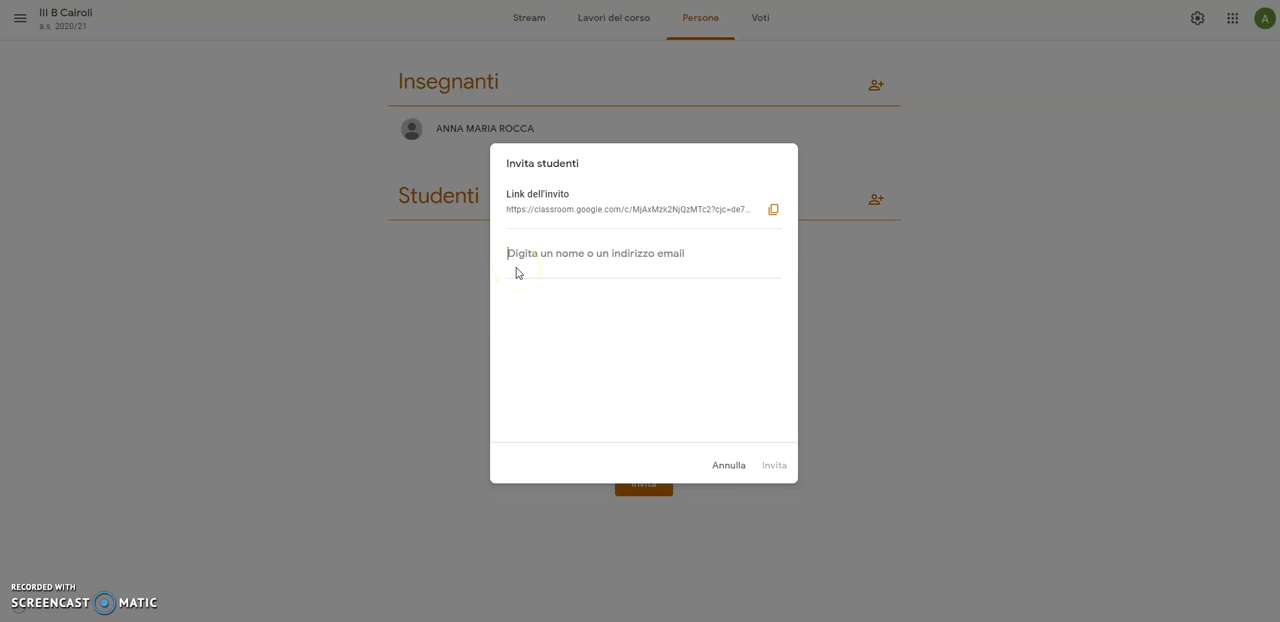 III B Cairoli
a.s. 2020/21
Stream
Lavori del corso
Persone
Voti
A
Insegnanti
ANNA MARIA ROCCA
Studenti
Invita studenti
Link dell'invito
https://classroom.google.com/c/MjAxMzk2NjQzMTc2?cjc=de7...
Digita un nome o un indirizzo email
Annulla
Invita
Invita
RECORDED WITH
SCREENCAST MATIC